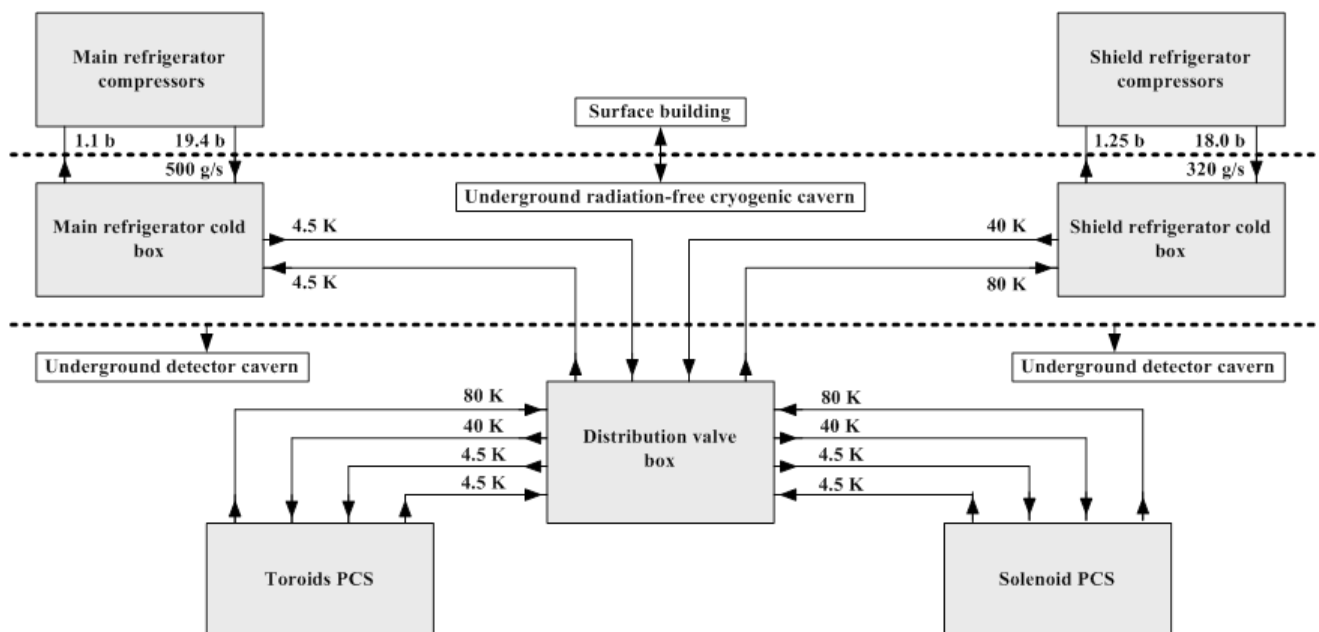 Main refrigerator
compressors
Shield refrigerator
compressors
Surface building
1.1 b
19.4 b
1.25 b
18.0 b
500 g/s
320 g/s
Underground radiation-free cryogenic cavern
Main refrigerator cold
box
4.5 K
40 K
Shield refrigerator cold
box
4.5 K
80 K
Underground detector cavern
Underground detector cavern
80 K
80 K
40 K
Distribution valve
box
40 K
4.5 K
4.5 K
4.5 K
4.5 K
Toroids PCS
Solenoid PCS